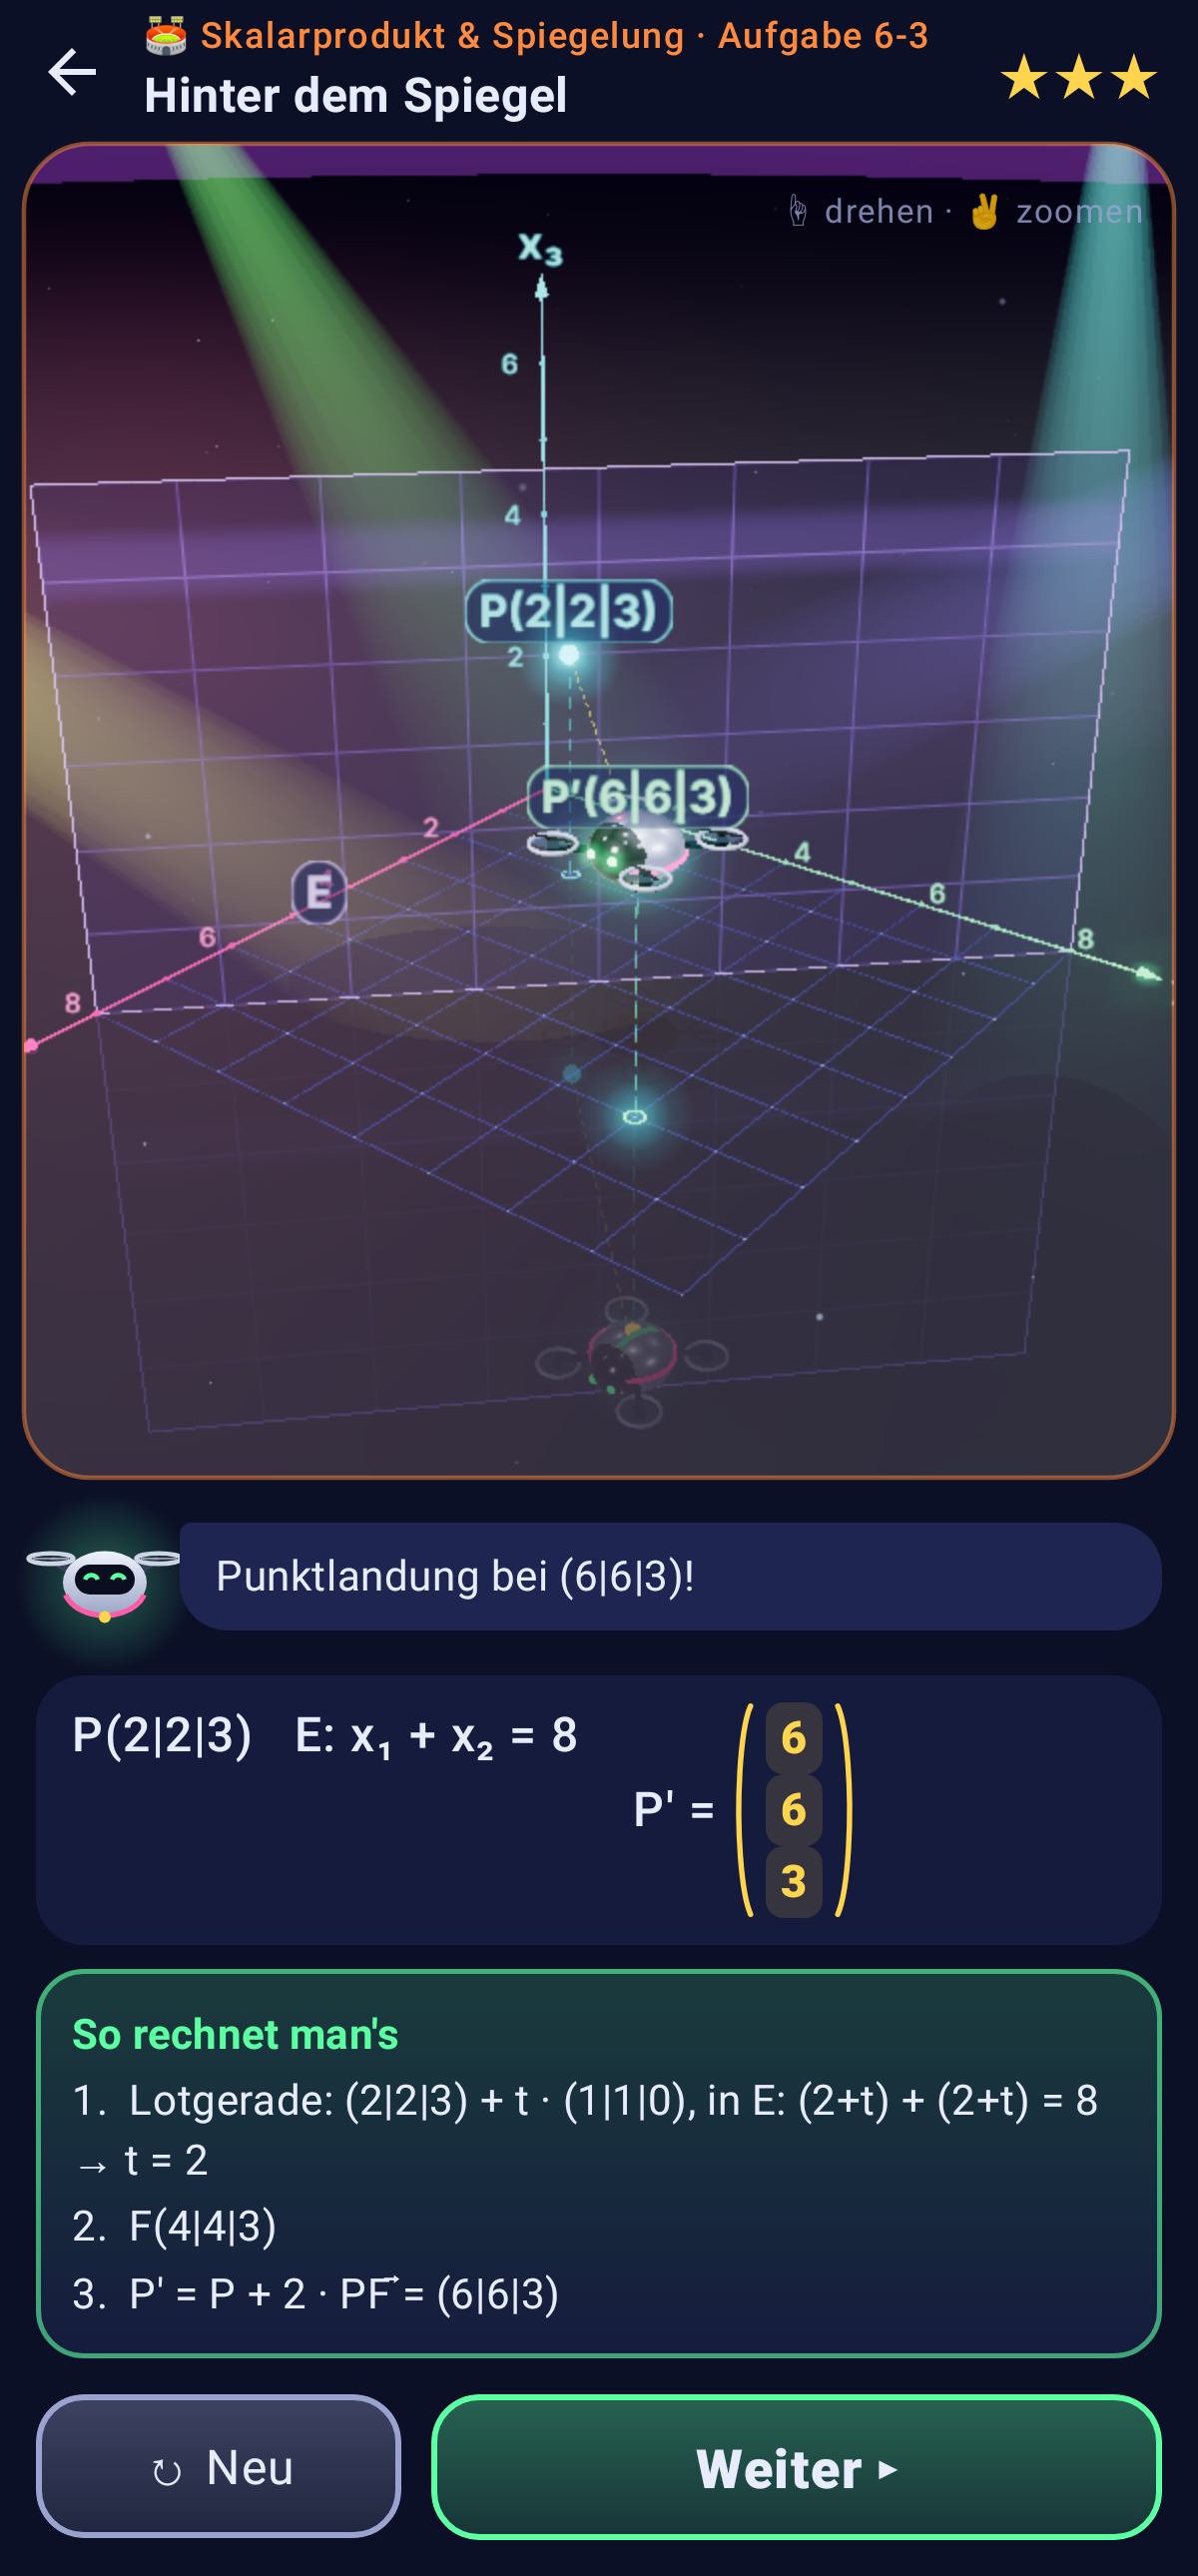 Skalarprodukt & Spiegelung · Aufgabe 6-3
Hinter dem Spiegel
drehen · zoomen
x₃
6
4
P(2|2|3)
2
P′(6|6|3)
2
4
E
6
6
8
8
Punktlandung bei (6|6|3)!
P(2|2|3) E: x₁ + x₂ = 8
P' = (6 6 3)
So rechnet man's
1. Lotgerade: (2|2|3) + t · (1|1|0), in E: (2+t) + (2+t) = 8
→ t = 2
2. F(4|4|3)
3. P' = P + 2 · PF⃗ = (6|6|3)
↻ Neu
Weiter ▸